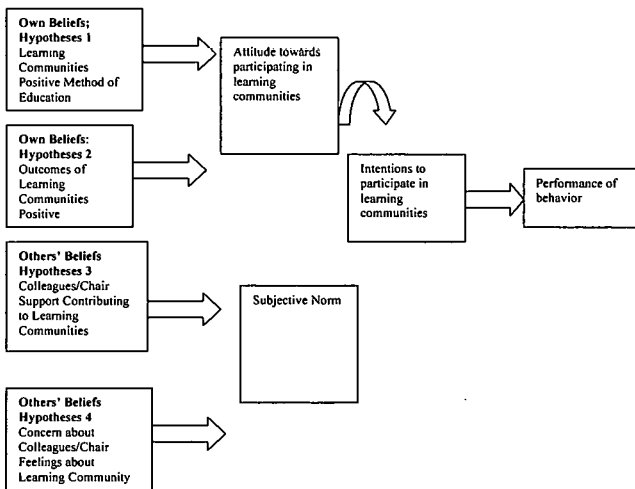 Own Beliefs;
Hypotheses 1
Learning
Communities
Positive Method of
Education
Attitude towards
participating in
learning
communities
Own Beliefs:
Hypotheses 2
Outcomes of
Learning
Communities
Positive
Intentions to
participate in
learning
communities
Performance of
behavior
Others' Beliefs
Hypotheses 3
Colleagues/Chair
Support Contributing
to Learning
Communities
Subjective Norm
Others' Beliefs
Hypotheses 4
Concern about
Colleagues/Chair
Feelings about
Learning Community